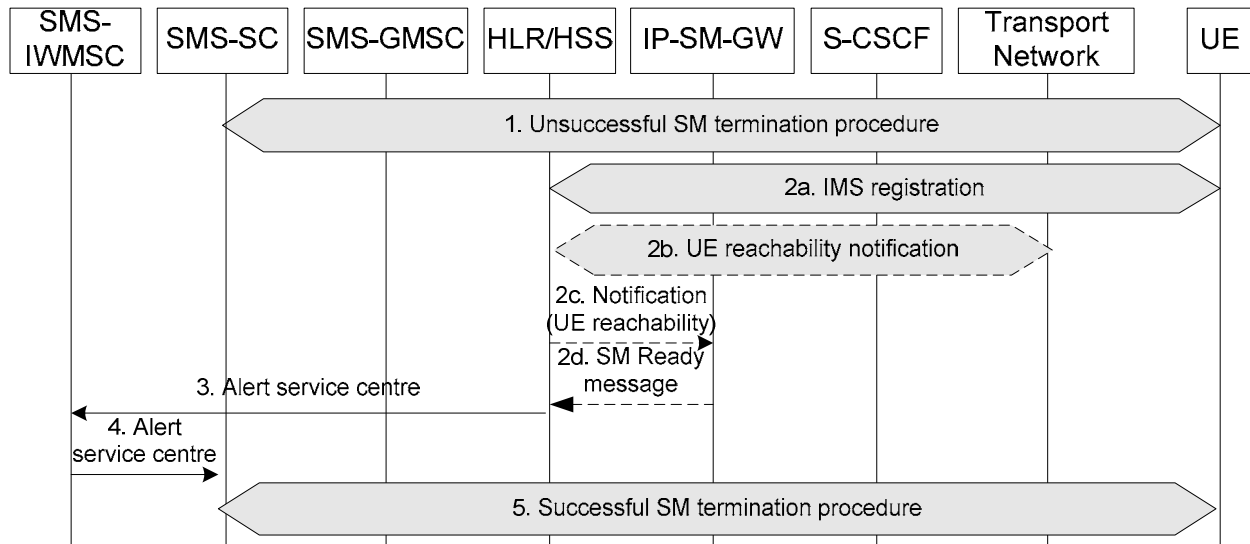 SMS-
IWMSC
SMS-SC
SMS-GMSC
HLR/HSS
IP-SM-GW
S-CSCF
Transport
Network
UE
1. Unsuccessful SM termination procedure
2a. IMS registration
2b. UE reachability notification
2c. Notification
(UE reachability)
2d. SM Ready
message
3. Alert service centre
4. Alert
service centre
5. Successful SM termination procedure